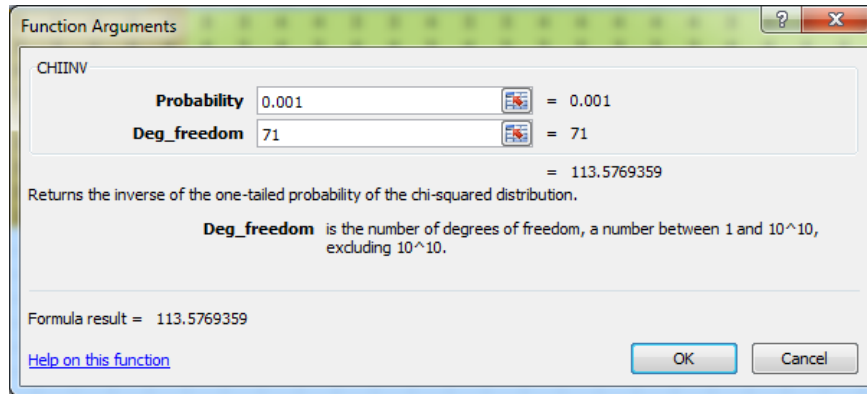 Function Arguments
CHIINV
Probability 0.001 = 0.001
Deg_freedom 71 = 71
= 113.5769359
Returns the inverse of the one-tailed probability of the chi-squared distribution.
Deg_freedom is the number of degrees of freedom, a number between 1 and 10^10,
excluding 10^10.
Formula result = 113.5769359
Help on this function OK Cancel